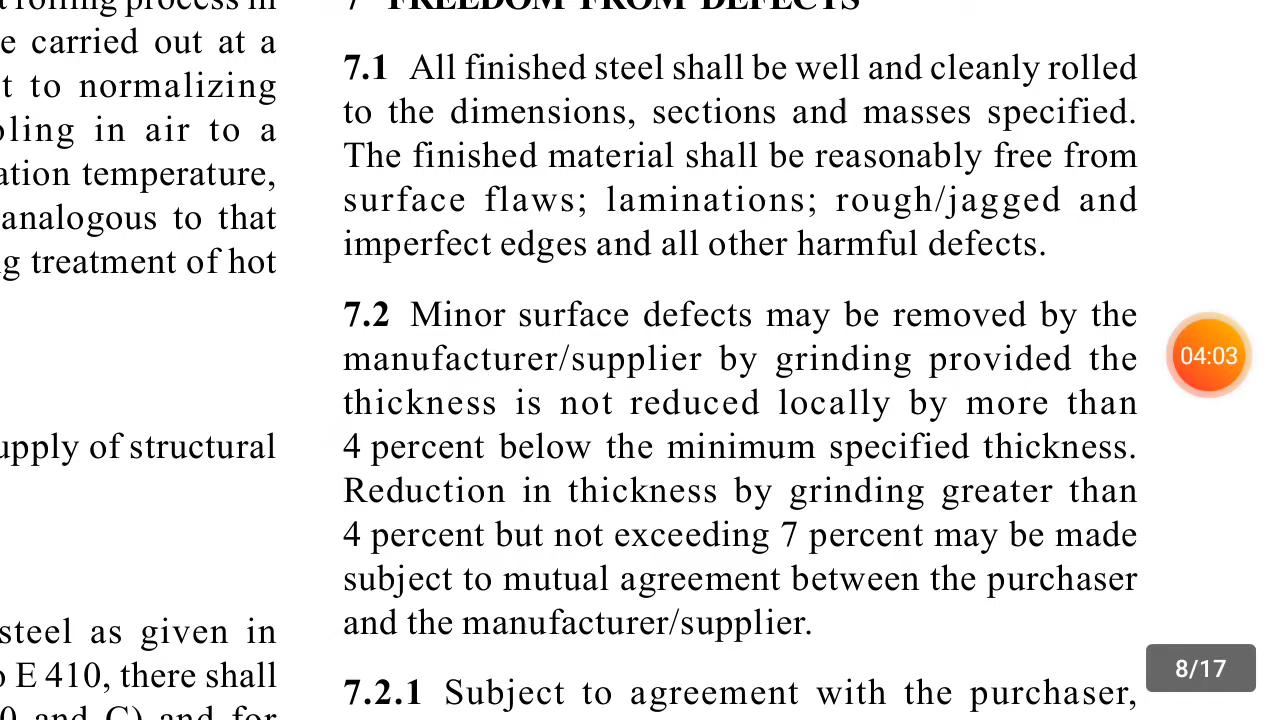 t rolling process in
e carried out at a
t to normalizing
oling in air to a
ation temperature,
analogous to that
g treatment of hot
upply of structural
steel as given in
o E 410, there shall
0 and C) and for
7 FREEDOM FROM DEFECTS
7.1 All finished steel shall be well and cleanly rolled
to the dimensions, sections and masses specified.
The finished material shall be reasonably free from
surface flaws; laminations; rough/jagged and
imperfect edges and all other harmful defects.
7.2 Minor surface defects may be removed by the
manufacturer/supplier by grinding provided the
thickness is not reduced locally by more than
4 percent below the minimum specified thickness.
Reduction in thickness by grinding greater than
4 percent but not exceeding 7 percent may be made
subject to mutual agreement between the purchaser
and the manufacturer/supplier.
7.2.1 Subject to agreement with the purchaser,
04:03
8/17